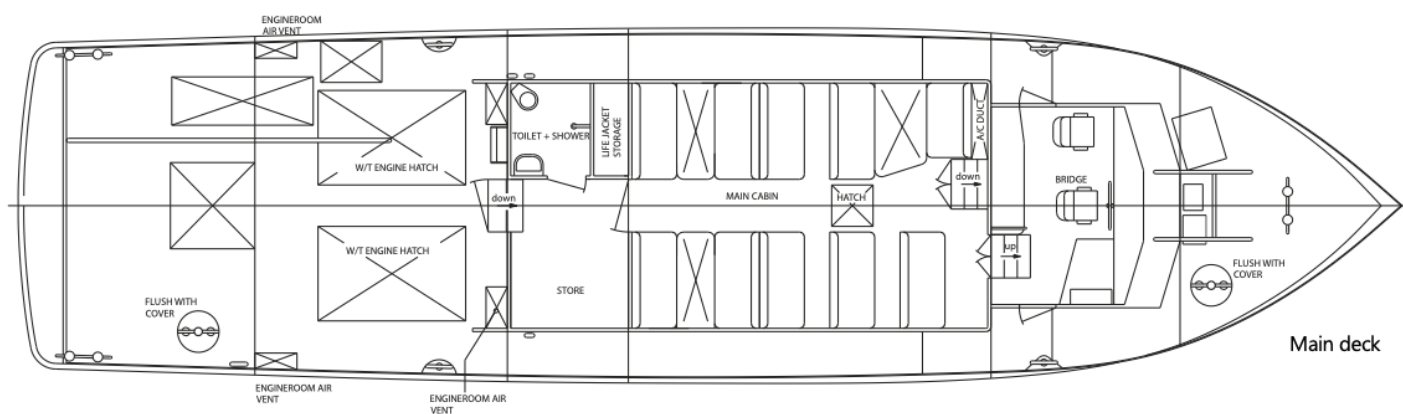 ENGINEROOM
AIR VENT
TOILET + SHOWER
LIFE JACKET
STORAGE
A/C DUCT
W/T ENGINE HATCH
down
down
BRIDGE
MAIN CABIN
HATCH
W/T ENGINE HATCH
up
STORE
FLUSH WITH
COVER
FLUSH WITH
COVER
Main deck
ENGINEROOM AIR
VENT
ENGINEROOM AIR
VENT